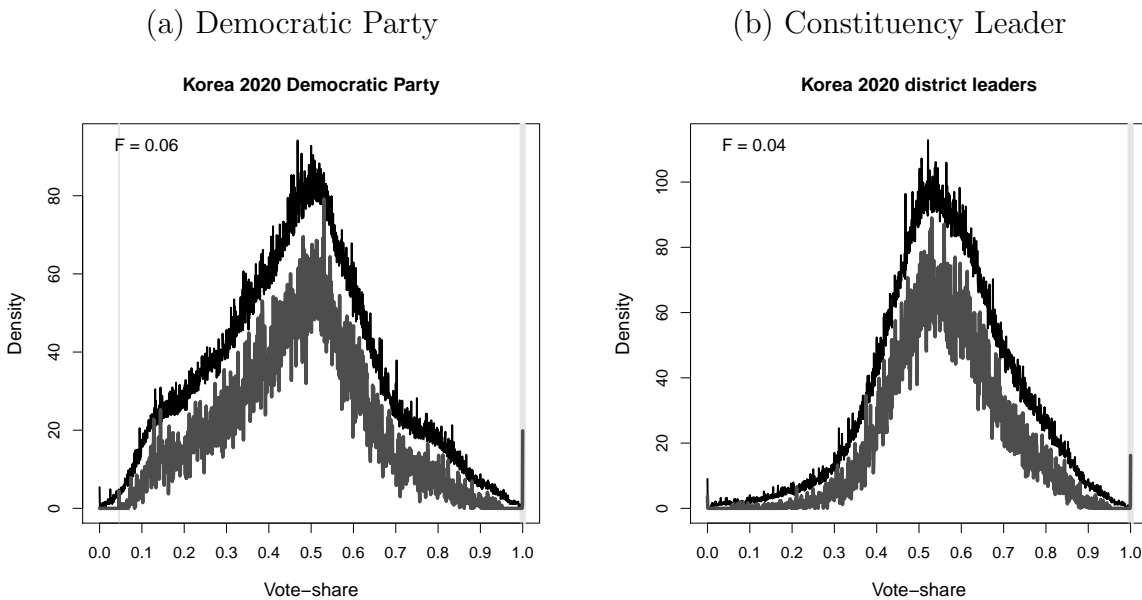 (a) Democratic Party
(b) Constituency Leader
Korea 2020 Democratic Party
Korea 2020 district leaders
F = 0.06
F = 0.04
Density
0
20
40
60
80
0.0 0.1 0.2 0.3 0.4 0.5 0.6 0.7 0.8 0.9 1.0
Vote−share
Density
0
20
40
60
80
100
0.0 0.1 0.2 0.3 0.4 0.5 0.6 0.7 0.8 0.9 1.0
Vote−share